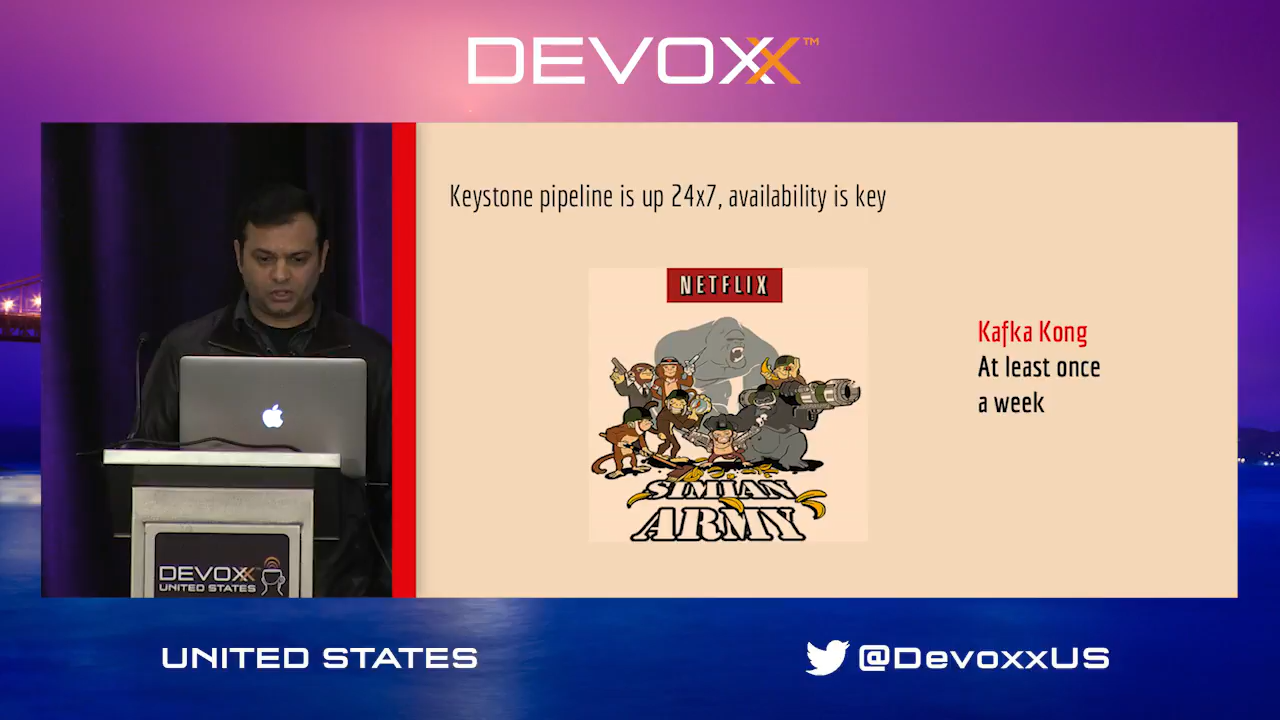 DEVOXX™
Keystone pipeline is up 24x7, availability is key
NETFLIX
SIMIAN
ARMY
Kafka Kong
At least once
a week
DEVOXX™
UNITED STATES
UNITED STATES
@DevoxxUS